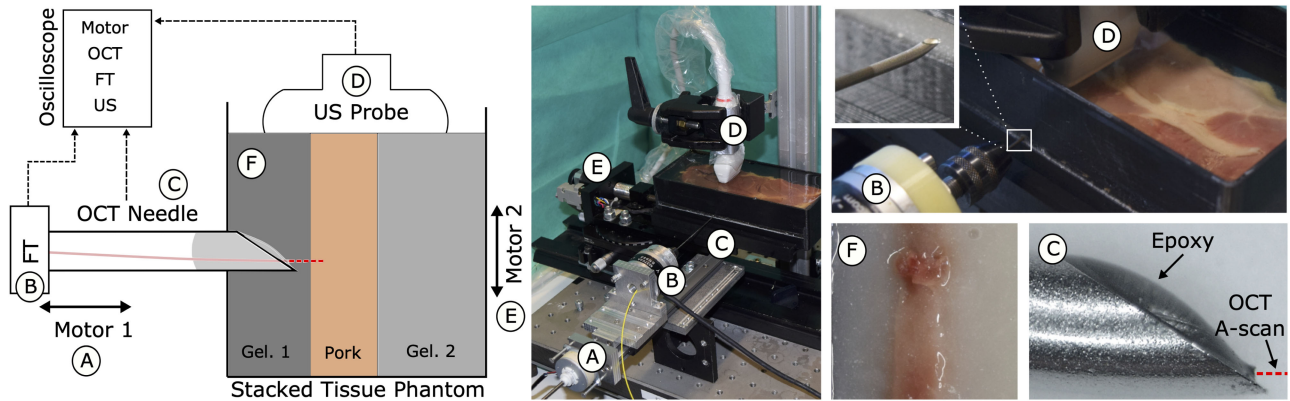 Oscilloscope
Motor
OCT
FT
US
D
US Probe
C
OCT Needle
F
FT
B
Motor 1
A
Motor 2
E
Gel. 1
Pork
Gel. 2
Stacked Tissue Phantom
D
E
C
B
A
D
B
F
C
Epoxy
OCT
A-scan